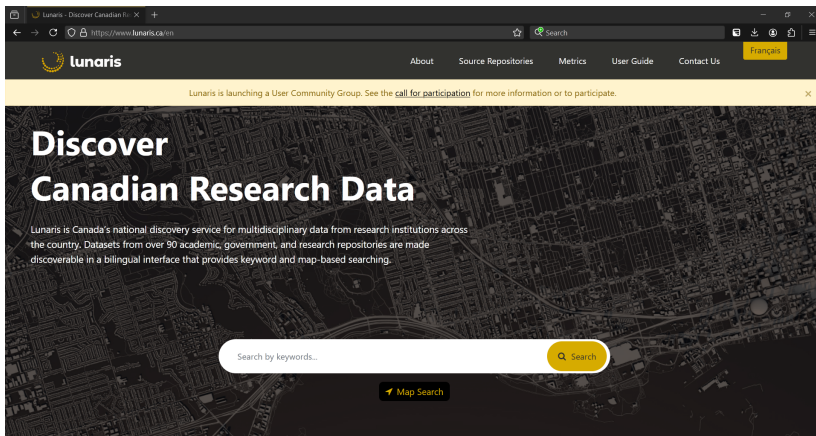 Lunaris - Discover Canadian Re
https://www.lunaris.ca/en
Search
Français
lunaris
About Source Repositories Metrics User Guide Contact Us
Lunaris is launching a User Community Group. See the call for participation for more information or to participate.
Discover
Canadian Research Data
Lunaris is Canada's national discovery service for multidisciplinary data from research institutions across
the country. Datasets from over 90 academic, government, and research repositories are made
discoverable in a bilingual interface that provides keyword and map-based searching.
Search by keywords...
Search
Map Search